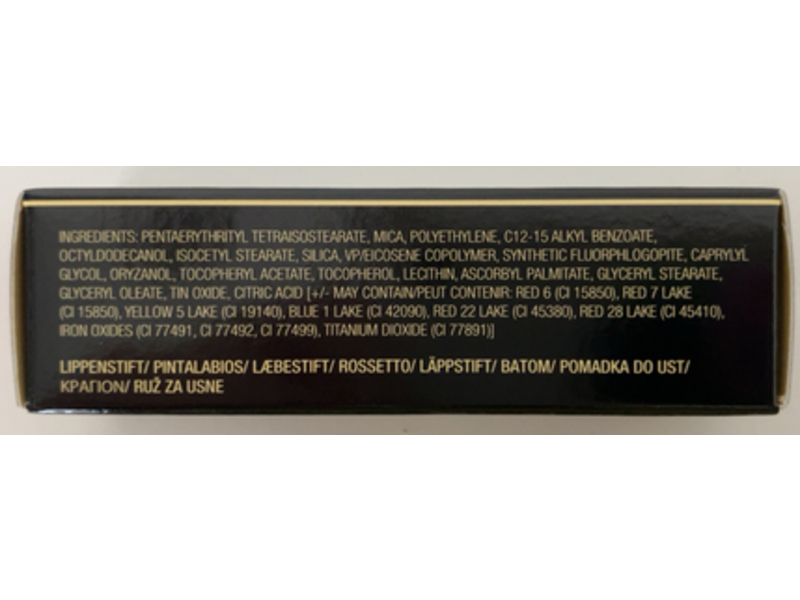 INGREDIENTS: PENTAERYTHRITYL TETRAISOSTEARATE, MICA, POLYETHYLENE, C12-15 ALKYL BENZOATE,
OCTYLDODECANOL, ISOCETYL STEARATE, SILICA, VP/EICOSENE COPOLYMER, SYNTHETIC FLUORPHLOGOPITE, CAPRYLYL
GLYCOL, ORYZANOL, TOCOPHERYL ACETATE, TOCOPHEROL, LECITHIN, ASCORBYL PALMITATE, GLYCERYL STEARATE,
GLYCERYL OLEATE, TIN OXIDE, CITRIC ACID [+/- MAY CONTAIN/PEUT CONTENIR: RED 6 (CI 15850), RED 7 LAKE
(CI 15850), YELLOW 5 LAKE (CI 19140), BLUE 1 LAKE (CI 42090), RED 22 LAKE (CI 45380), RED 28 LAKE (CI 45410),
IRON OXIDES (CI 77491, CI 77492, CI 77499), TITANIUM DIOXIDE (CI 77891)]
LIPPENSTIFT/ PINTALABIOS/ LÆBESTIFT/ ROSSETTO/ LÄPPSTIFT/ BATOM/ POMADKA DO UST/
ΚΡΑΓΙΟΝ/ RUŽ ZA USNE